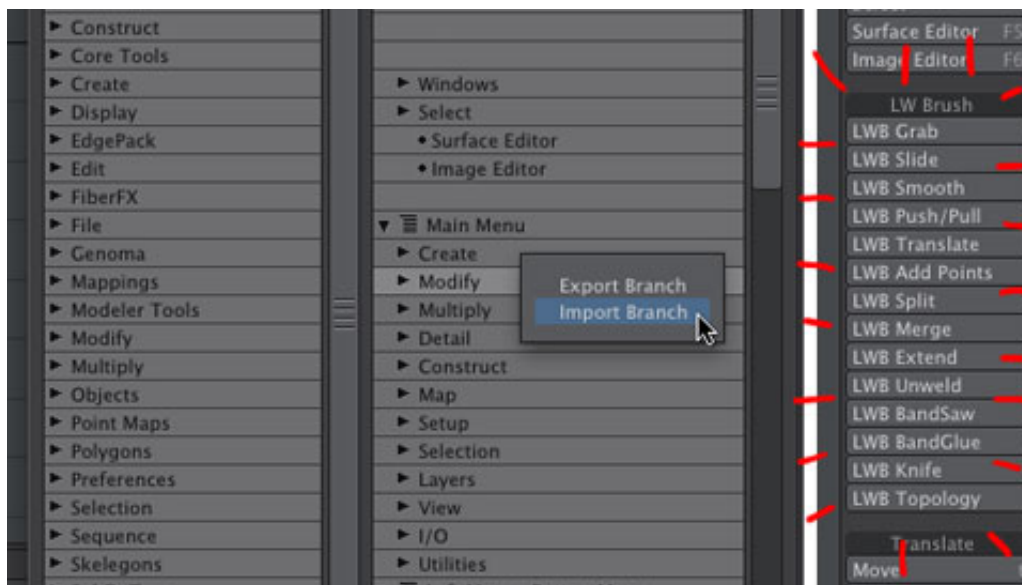 Construct
Core Tools
Create
Display
EdgePack
Edit
FiberFX
File
Genoma
Mappings
Modeler Tools
Modify
Multiply
Objects
Point Maps
Polygons
Preferences
Selection
Sequence
Skelegons
Windows
Select
Surface Editor
Image Editor
Main Menu
Create
Modify
Multiply
Detail
Construct
Map
Setup
Selection
Layers
View
I/O
Utilities
Export Branch
Import Branch
Surface Editor F5
Image Editor F6
LW Brush
LWB Grab
LWB Slide
LWB Smooth
LWB Push/Pull
LWB Translate
LWB Add Points
LWB Split
LWB Merge
LWB Extend
LWB Unweld
LWB BandSaw
LWB BandGlue
LWB Knife
LWB Topology
Translate
Move